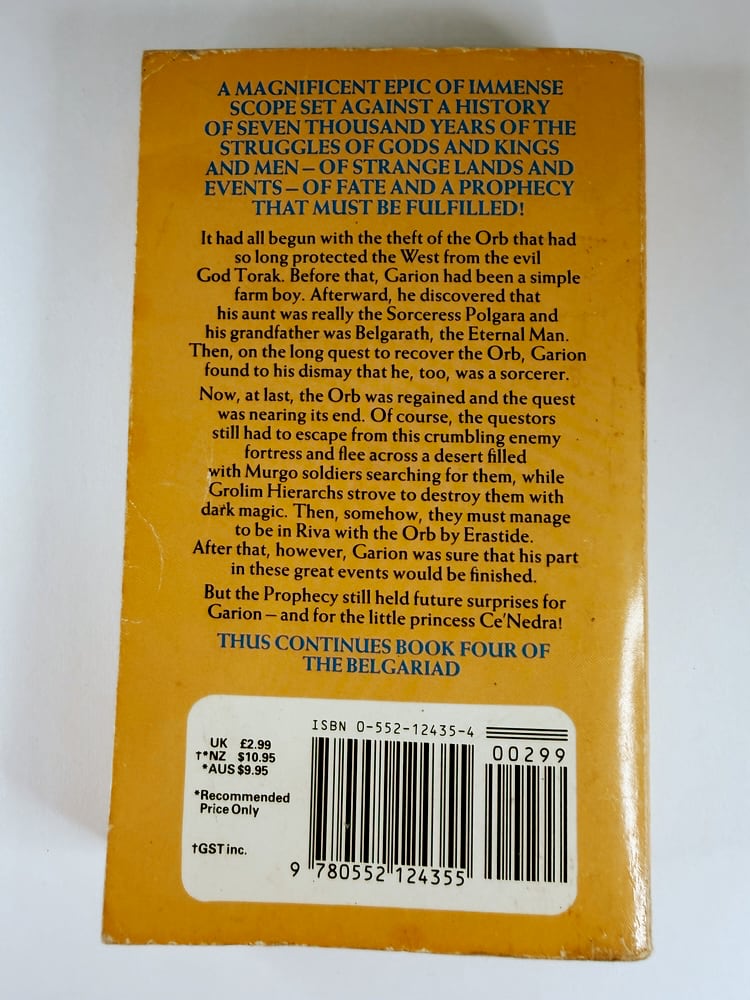 A MAGNIFICENT EPIC OF IMMENSE
SCOPE SET AGAINST A HISTORY
OF SEVEN THOUSAND YEARS OF THE
STRUGGLES OF GODS AND KINGS
AND MEN – OF STRANGE LANDS AND
EVENTS – OF FATE AND A PROPHECY
THAT MUST BE FULFILLED!
It had all begun with the theft of the Orb that had
so long protected the West from the evil
God Torak. Before that, Garion had been a simple
farm boy. Afterward, he discovered that
his aunt was really the Sorceress Polgara and
his grandfather was Belgarath, the Eternal Man.
Then, on the long quest to recover the Orb, Garion
found to his dismay that he, too, was a sorcerer.
Now, at last, the Orb was regained and the quest
was nearing its end. Of course, the questors
still had to escape from this crumbling enemy
fortress and flee across a desert filled
with Murgo soldiers searching for them, while
Grolim Hierarchs strove to destroy them with
dark magic. Then, somehow, they must manage
to be in Riva with the Orb by Erastide.
After that, however, Garion was sure that his part
in these great events would be finished.
But the Prophecy still held future surprises for
Garion – and for the little princess Ce'Nedra!
THUS CONTINUES BOOK FOUR OF
THE BELGARIAD
UK £2.99
†*NZ $10.95
*AUS $9.95
*Recommended
Price Only
†GST inc.
ISBN 0-552-12435-4
00299
9 780552 124355